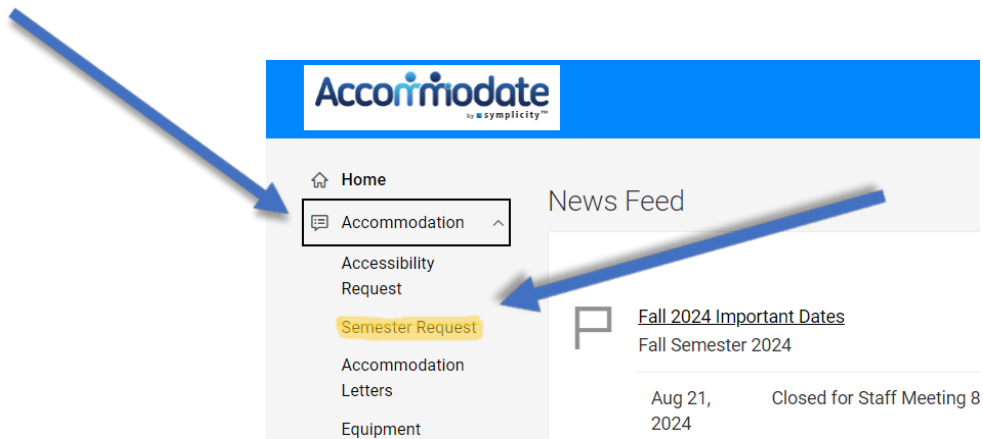 Accommodate
by symplicity™
Home
Accommodation
Accessibility
Request
Semester Request
Accommodation
Letters
Equipment
News Feed
Fall 2024 Important Dates
Fall Semester 2024
Aug 21,
2024
Closed for Staff Meeting 8